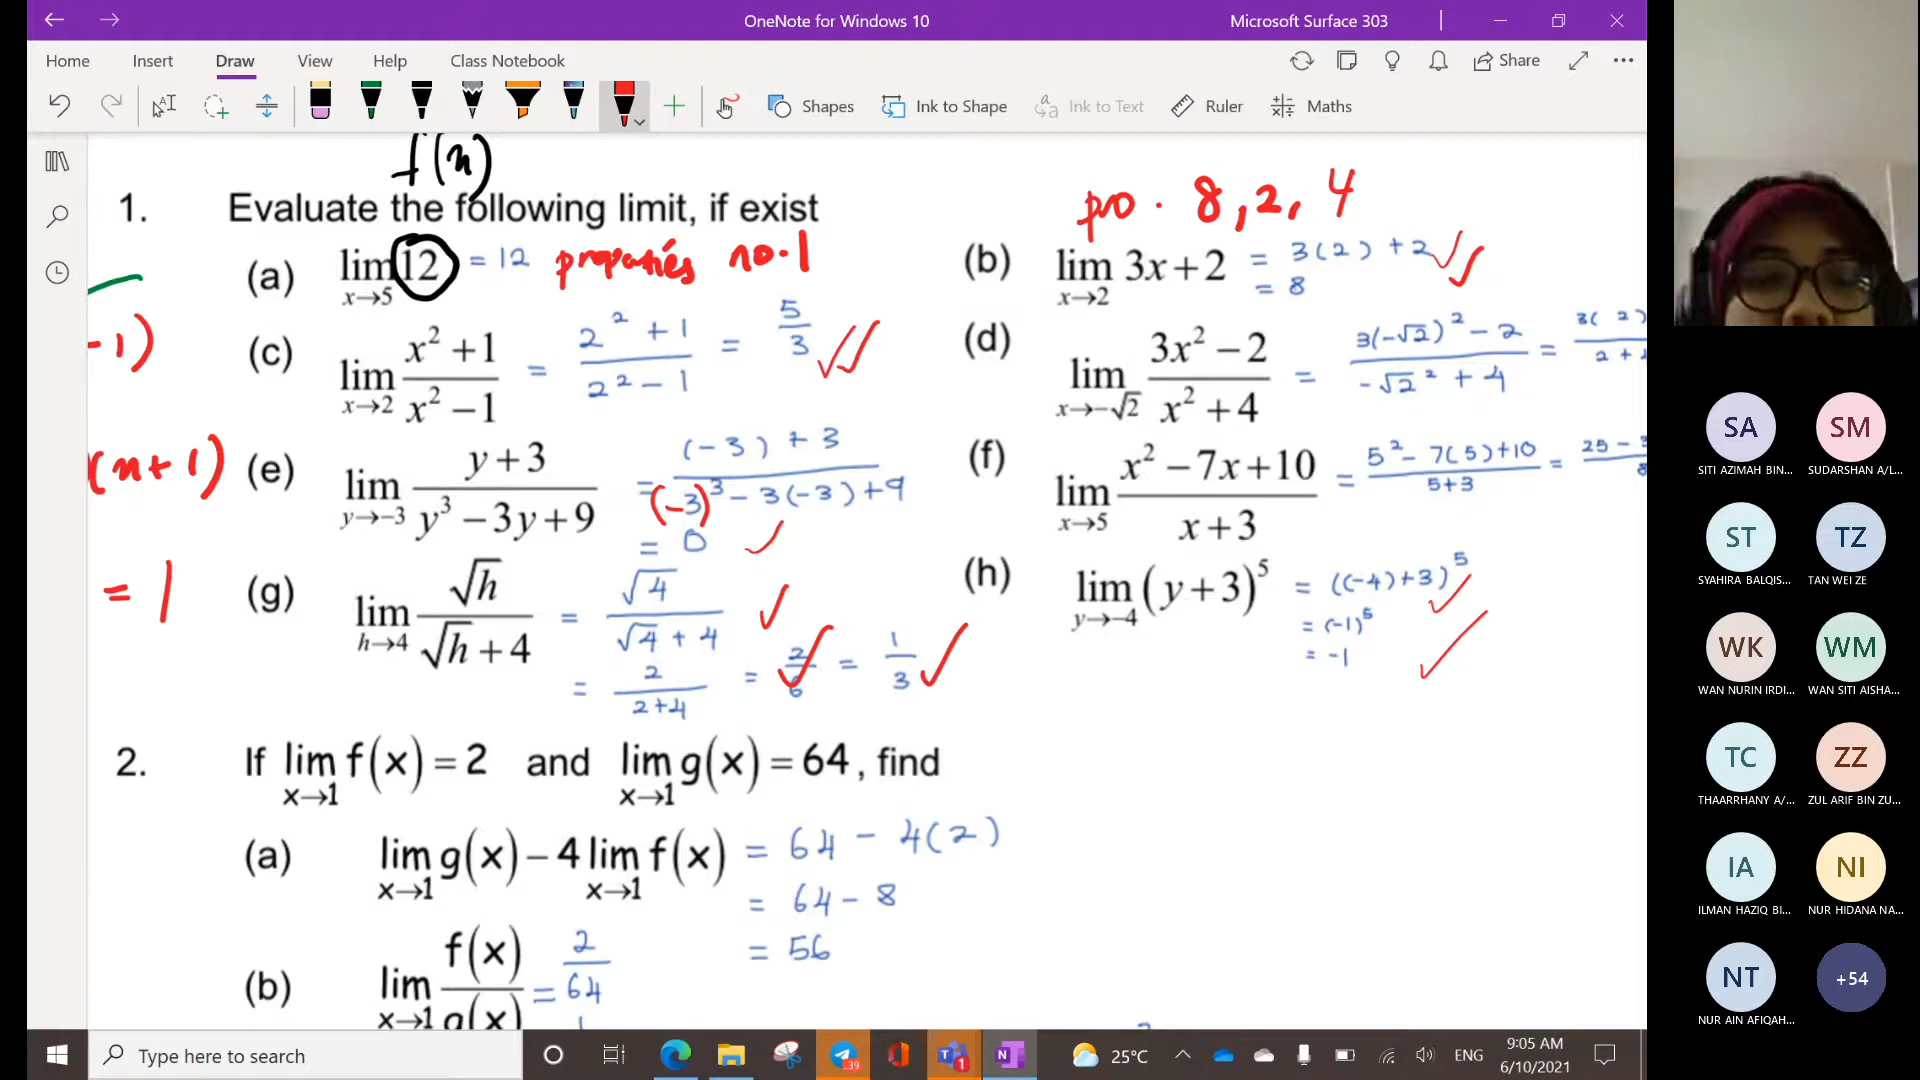 OneNote for Windows 10
Microsoft Surface 303
Home Insert Draw View Help Class Notebook
Share
Shapes Ink to Shape Ink to Text Ruler Maths
f(x)
pro. 8, 2, 4
1. Evaluate the following limit, if exist
(a) lim x→5 12 = 12 properties no.1
(b) lim x→2 3x+2 = 3(2) + 2
= 8
-1)
(c) lim x→2 (x² +1)/(x² −1) = (2² + 1)/(2² − 1) = 5/3
(d) lim x→−√2 (3x² − 2)/(x² + 4) = (3(-√2)² − 2)/(-√2² + 4) =
(x+1)
(e) lim y→−3 (y+3)/(y³ −3y+9) = ((-3) + 3)/((-3)³ − 3(-3) + 9)
= 0
(f) lim x→5 (x² −7x+10)/(x+3) = (5² − 7(5)+10)/(5+3) =
= 1
(g) lim h→4 √h/(√h + 4) = √4/(√4 + 4)
= 2/(2+4) = 2/6 = 1/3
(h) lim y→−4 (y+3)⁵ = ((-4)+3)⁵
= (-1)⁵
= -1
2. If lim x→1 f(x) = 2 and lim x→1 g(x) = 64, find
(a) lim x→1 g(x) − 4 lim x→1 f(x) = 64 − 4(2)
= 64 − 8
= 56
(b) lim x→1 f(x)/g(x) = 2/64
SA
SITI AZIMAH BIN...
SM
SUDARSHAN A/L...
ST
SYAHIRA BALQIS...
TZ
TAN WEI ZE
WK
WAN NURIN IRDI...
WM
WAN SITI AISHA...
TC
THAARRHANY A/...
ZZ
ZUL ARIF BIN ZU...
IA
ILMAN HAZIQ BI...
NI
NUR HIDANA NA...
NT
NUR AIN AFIQAH...
+54
Type here to search
25°C
ENG
9:05 AM
6/10/2021